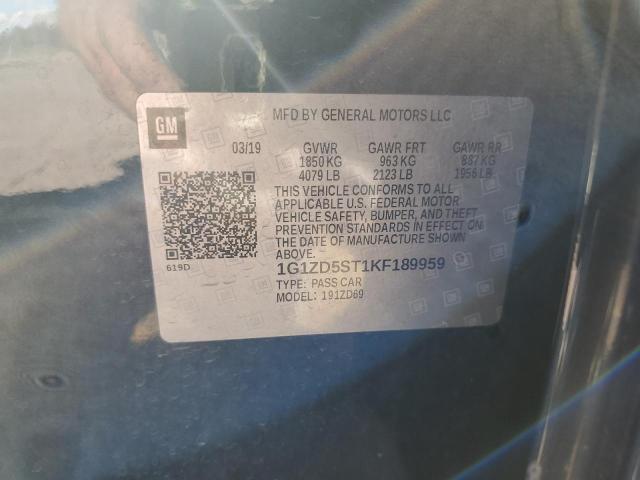 GM
MFD BY GENERAL MOTORS LLC
03/19 GVWR GAWR FRT GAWR RR
1850 KG 963 KG 887 KG
4079 LB 2123 LB 1956 LB
THIS VEHICLE CONFORMS TO ALL
APPLICABLE U.S. FEDERAL MOTOR
VEHICLE SAFETY, BUMPER, AND THEFT
PREVENTION STANDARDS IN EFFECT ON
THE DATE OF MANUFACTURE SHOWN
ABOVE.
619D
1G1ZD5ST1KF189959
TYPE: PASS CAR
MODEL: 191ZD69